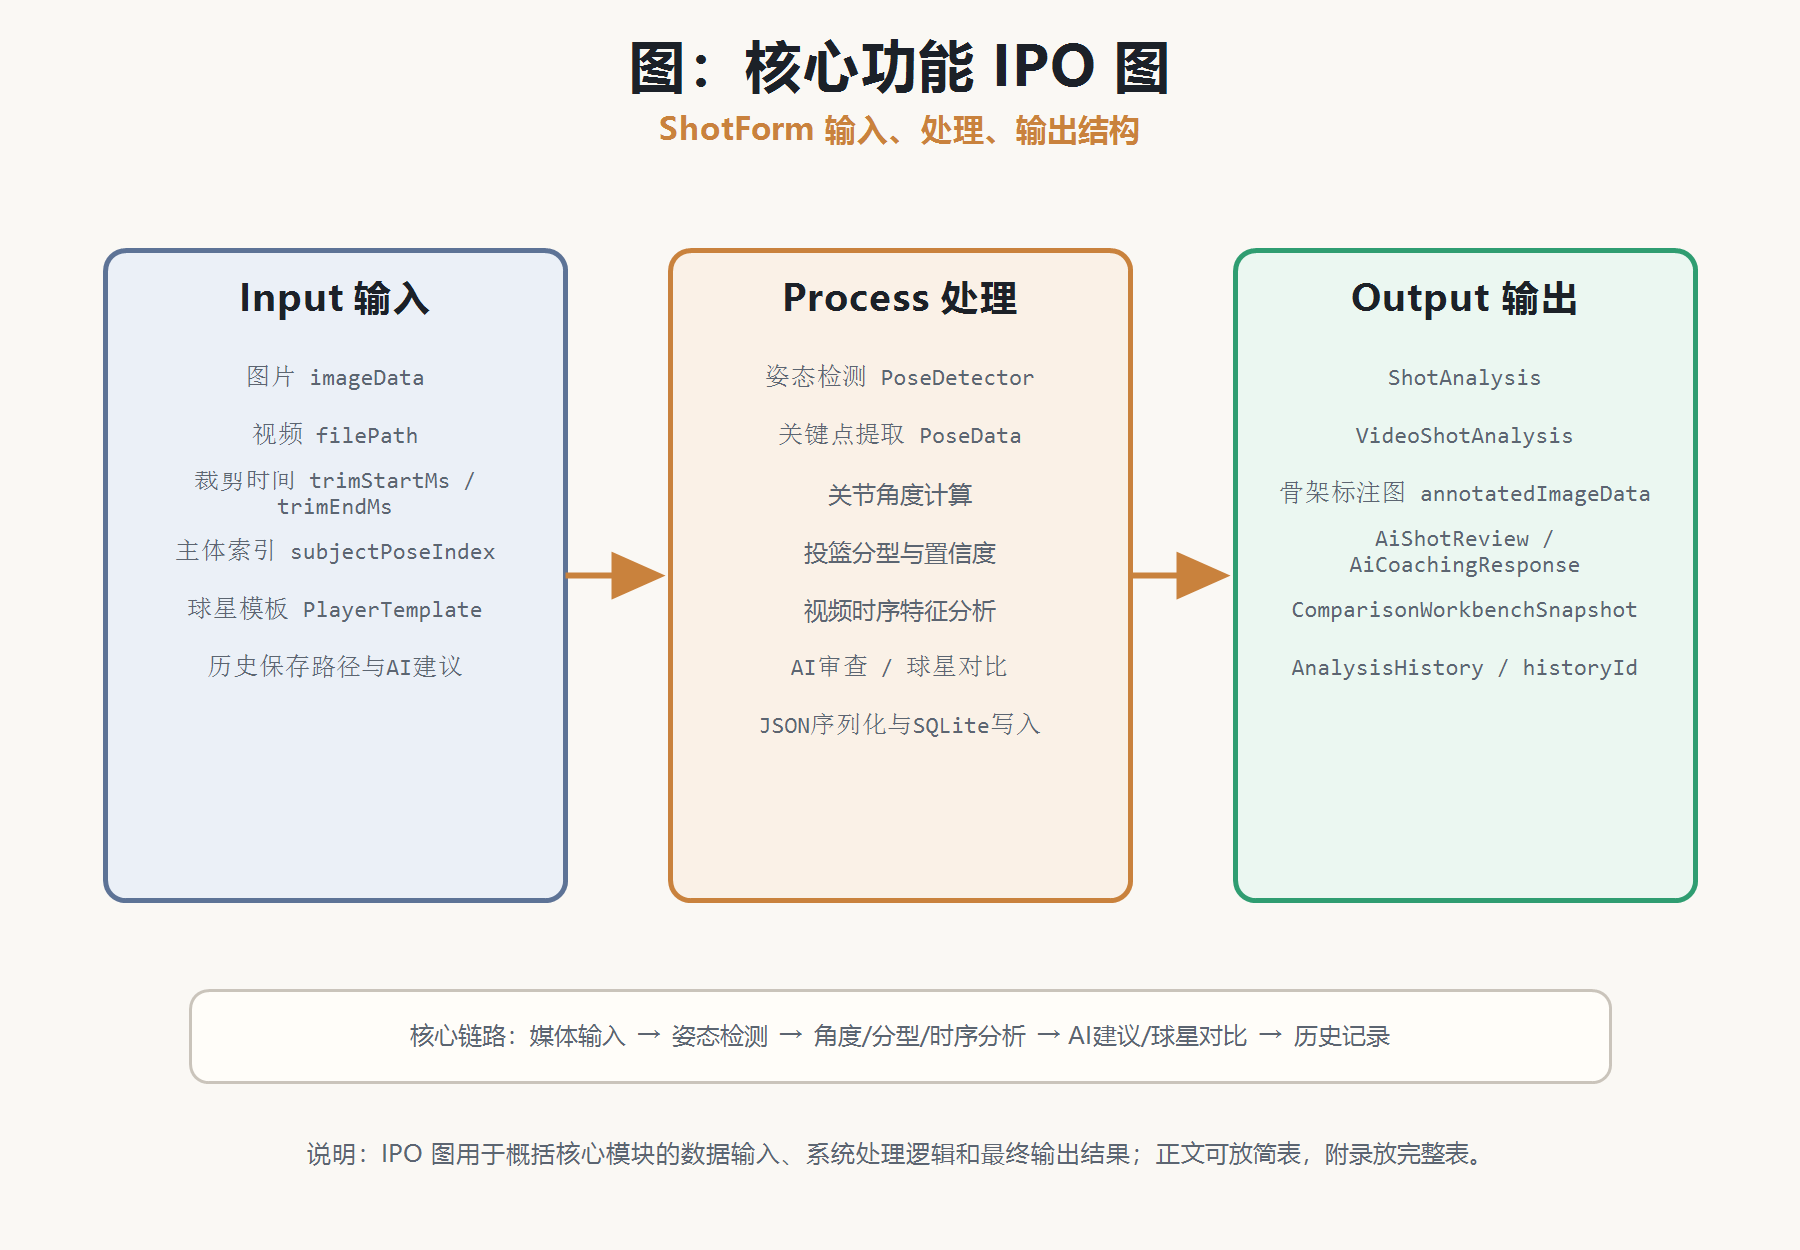 图：核心功能 IPO 图
ShotForm 输入、处理、输出结构
Input 输入
图片 imageData
视频 filePath
裁剪时间 trimStartMs /
trimEndMs
主体索引 subjectPoseIndex
球星模板 PlayerTemplate
历史保存路径与AI建议
Process 处理
姿态检测 PoseDetector
关键点提取 PoseData
关节角度计算
投篮分型与置信度
视频时序特征分析
AI审查 / 球星对比
JSON序列化与SQLite写入
Output 输出
ShotAnalysis
VideoShotAnalysis
骨架标注图 annotatedImageData
AiShotReview /
AiCoachingResponse
ComparisonWorkbenchSnapshot
AnalysisHistory / historyId
核心链路：媒体输入 → 姿态检测 → 角度/分型/时序分析 → AI建议/球星对比 → 历史记录
说明：IPO 图用于概括核心模块的数据输入、系统处理逻辑和最终输出结果；正文可放简表，附录放完整表。